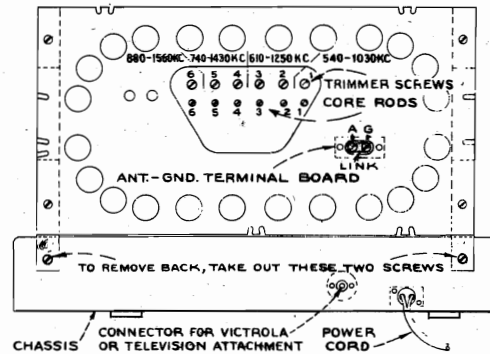 880-1560KC 740-1430KC 610-1250KC 540-1030KC
6 5 4 3 2 1
TRIMMER SCREWS
6 5 4 3 2 1
CORE RODS
A G
LINK
ANT.-GND. TERMINAL BOARD
TO REMOVE BACK, TAKE OUT THESE TWO SCREWS
CHASSIS
CONNECTOR FOR VICTROLA
OR TELEVISION ATTACHMENT
POWER
CORD